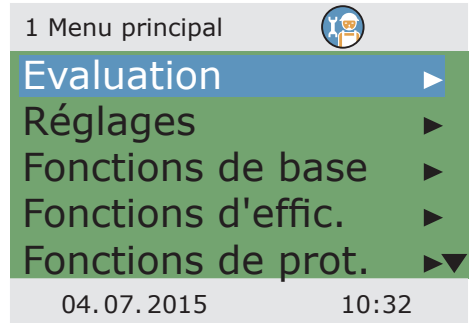 1 Menu principal
Evaluation
Réglages
Fonctions de base
Fonctions d'effic.
Fonctions de prot.
04.07.2015 10:32